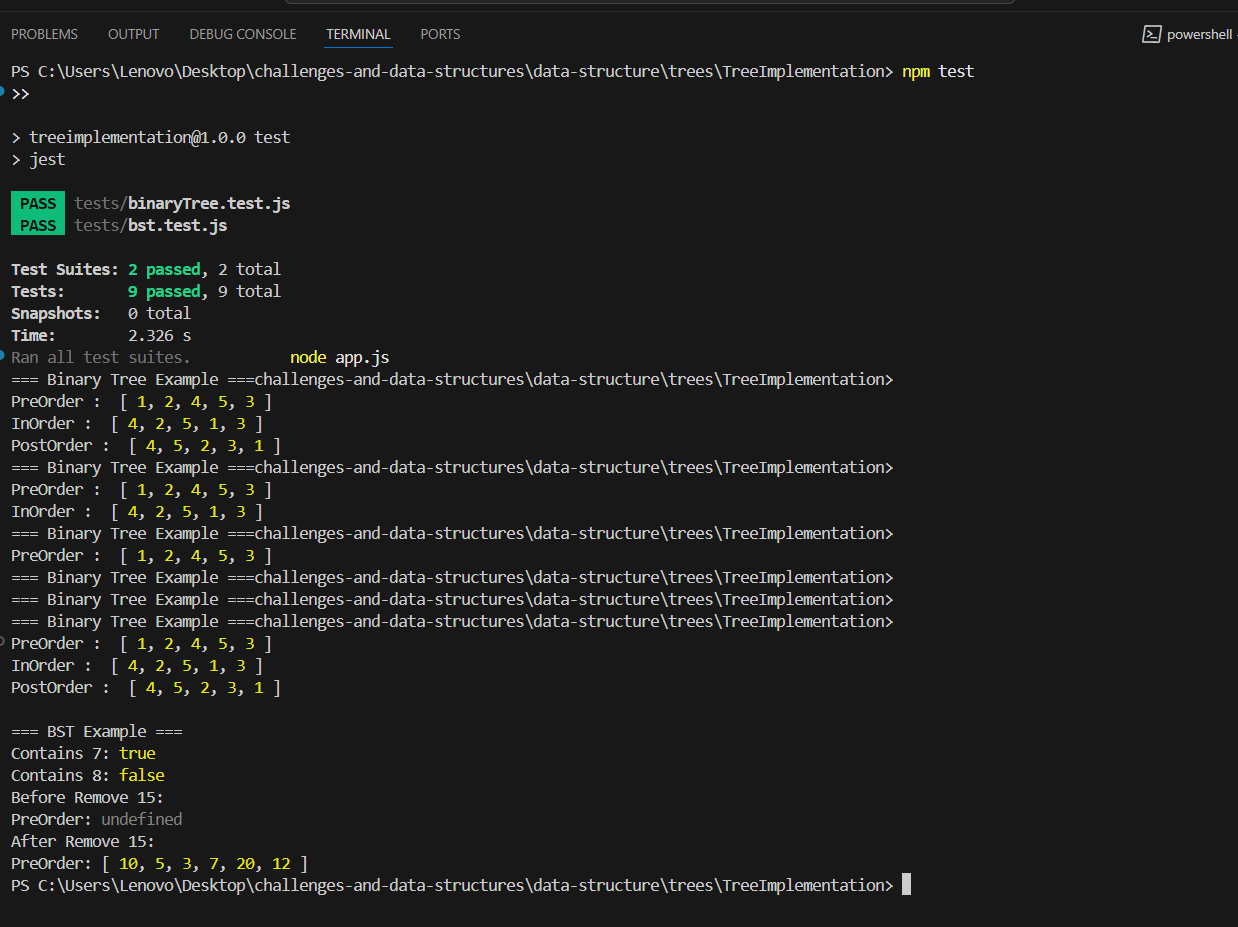 PROBLEMS OUTPUT DEBUG CONSOLE TERMINAL PORTS powershell
PS C:\Users\Lenovo\Desktop\challenges-and-data-structures\data-structure\trees\TreeImplementation> npm test
>>
> treeimplementation@1.0.0 test
> jest
PASS tests/binaryTree.test.js
PASS tests/bst.test.js
Test Suites: 2 passed, 2 total
Tests: 9 passed, 9 total
Snapshots: 0 total
Time: 2.326 s
Ran all test suites. node app.js
=== Binary Tree Example ===challenges-and-data-structures\data-structure\trees\TreeImplementation>
PreOrder : [ 1, 2, 4, 5, 3 ]
InOrder : [ 4, 2, 5, 1, 3 ]
PostOrder : [ 4, 5, 2, 3, 1 ]
=== Binary Tree Example ===challenges-and-data-structures\data-structure\trees\TreeImplementation>
PreOrder : [ 1, 2, 4, 5, 3 ]
InOrder : [ 4, 2, 5, 1, 3 ]
=== Binary Tree Example ===challenges-and-data-structures\data-structure\trees\TreeImplementation>
PreOrder : [ 1, 2, 4, 5, 3 ]
=== Binary Tree Example ===challenges-and-data-structures\data-structure\trees\TreeImplementation>
=== Binary Tree Example ===challenges-and-data-structures\data-structure\trees\TreeImplementation>
=== Binary Tree Example ===challenges-and-data-structures\data-structure\trees\TreeImplementation>
PreOrder : [ 1, 2, 4, 5, 3 ]
InOrder : [ 4, 2, 5, 1, 3 ]
PostOrder : [ 4, 5, 2, 3, 1 ]
=== BST Example ===
Contains 7: true
Contains 8: false
Before Remove 15:
PreOrder: undefined
After Remove 15:
PreOrder: [ 10, 5, 3, 7, 20, 12 ]
PS C:\Users\Lenovo\Desktop\challenges-and-data-structures\data-structure\trees\TreeImplementation>